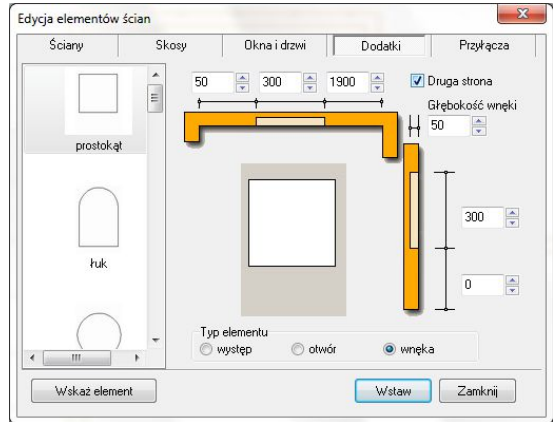 Edycja elementów ścian
Ściany Skosy Okna i drzwi Dodatki Przyłącza
50 300 1900 Druga strona
Głębokość wnęki
50
prostokąt
300
łuk
0
Typ elementu
występ otwór wnęka
Wskaż element Wstaw Zamknij